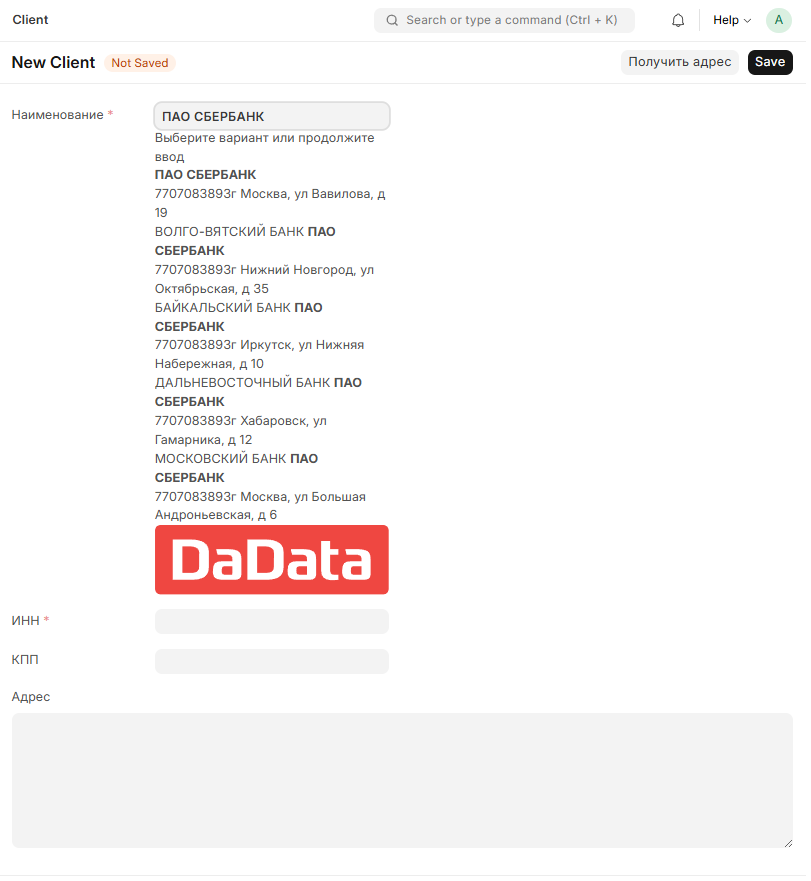 Client
Search or type a command (Ctrl + K)
Help
A
New Client
Not Saved
Получить адрес
Save
Наименование *
ПАО СБЕРБАНК
Выберите вариант или продолжите
ввод
ПАО СБЕРБАНК
7707083893г Москва, ул Вавилова, д
19
ВОЛГО-ВЯТСКИЙ БАНК ПАО
СБЕРБАНК
7707083893г Нижний Новгород, ул
Октябрьская, д 35
БАЙКАЛЬСКИЙ БАНК ПАО
СБЕРБАНК
7707083893г Иркутск, ул Нижняя
Набережная, д 10
ДАЛЬНЕВОСТОЧНЫЙ БАНК ПАО
СБЕРБАНК
7707083893г Хабаровск, ул
Гамарника, д 12
МОСКОВСКИЙ БАНК ПАО
СБЕРБАНК
7707083893г Москва, ул Большая
Андроньевская, д 6
DaData
ИНН *
КПП
Адрес